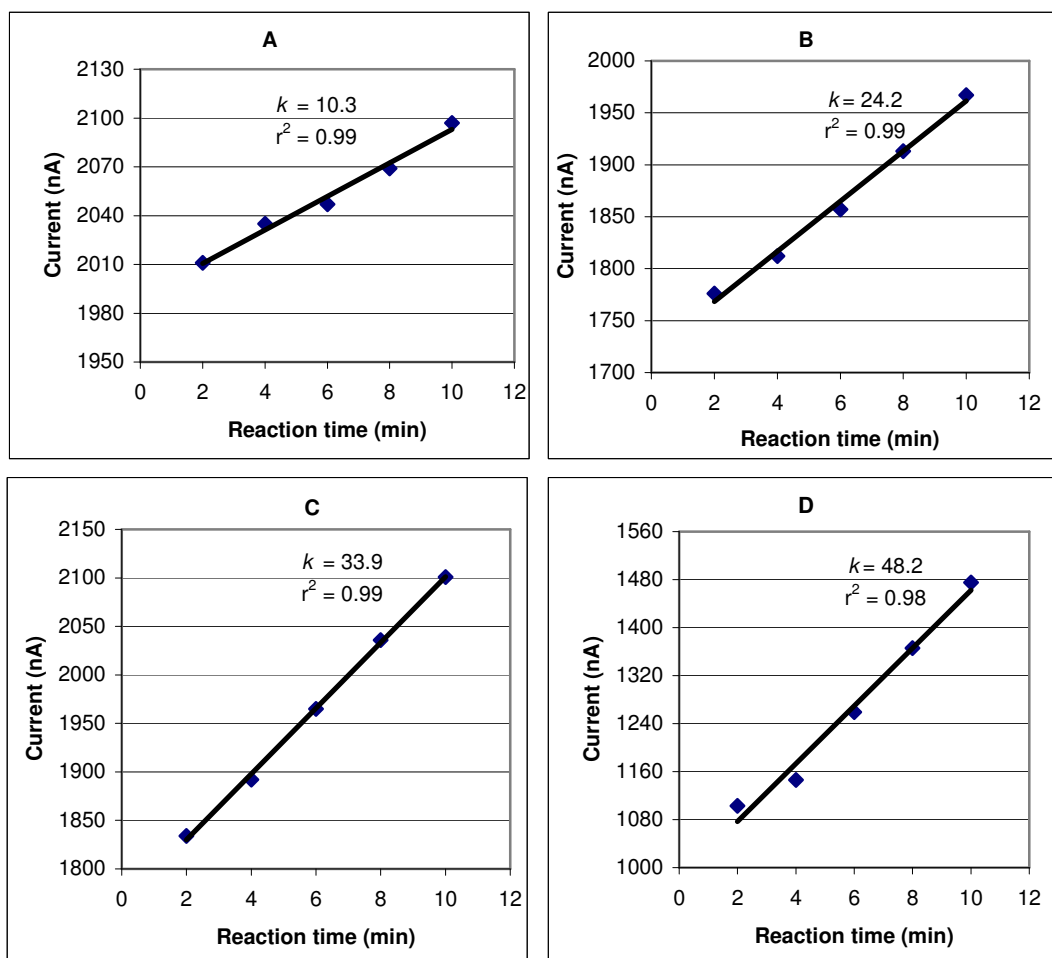 A
2130
2100
2070
2040
2010
1980
1950
k = 10.3
r² = 0.99
Current (nA)
0 2 4 6 8 10 12
Reaction time (min)
B
2000
1950
1900
1850
1800
1750
1700
k = 24.2
r² = 0.99
Current (nA)
0 2 4 6 8 10 12
Reaction time (min)
C
2150
2100
2050
2000
1950
1900
1850
1800
k = 33.9
r² = 0.99
Current (nA)
0 2 4 6 8 10 12
Reaction time (min)
D
1560
1480
1400
1320
1240
1160
1080
1000
k = 48.2
r² = 0.98
Current (nA)
0 2 4 6 8 10 12
Reaction time (min)